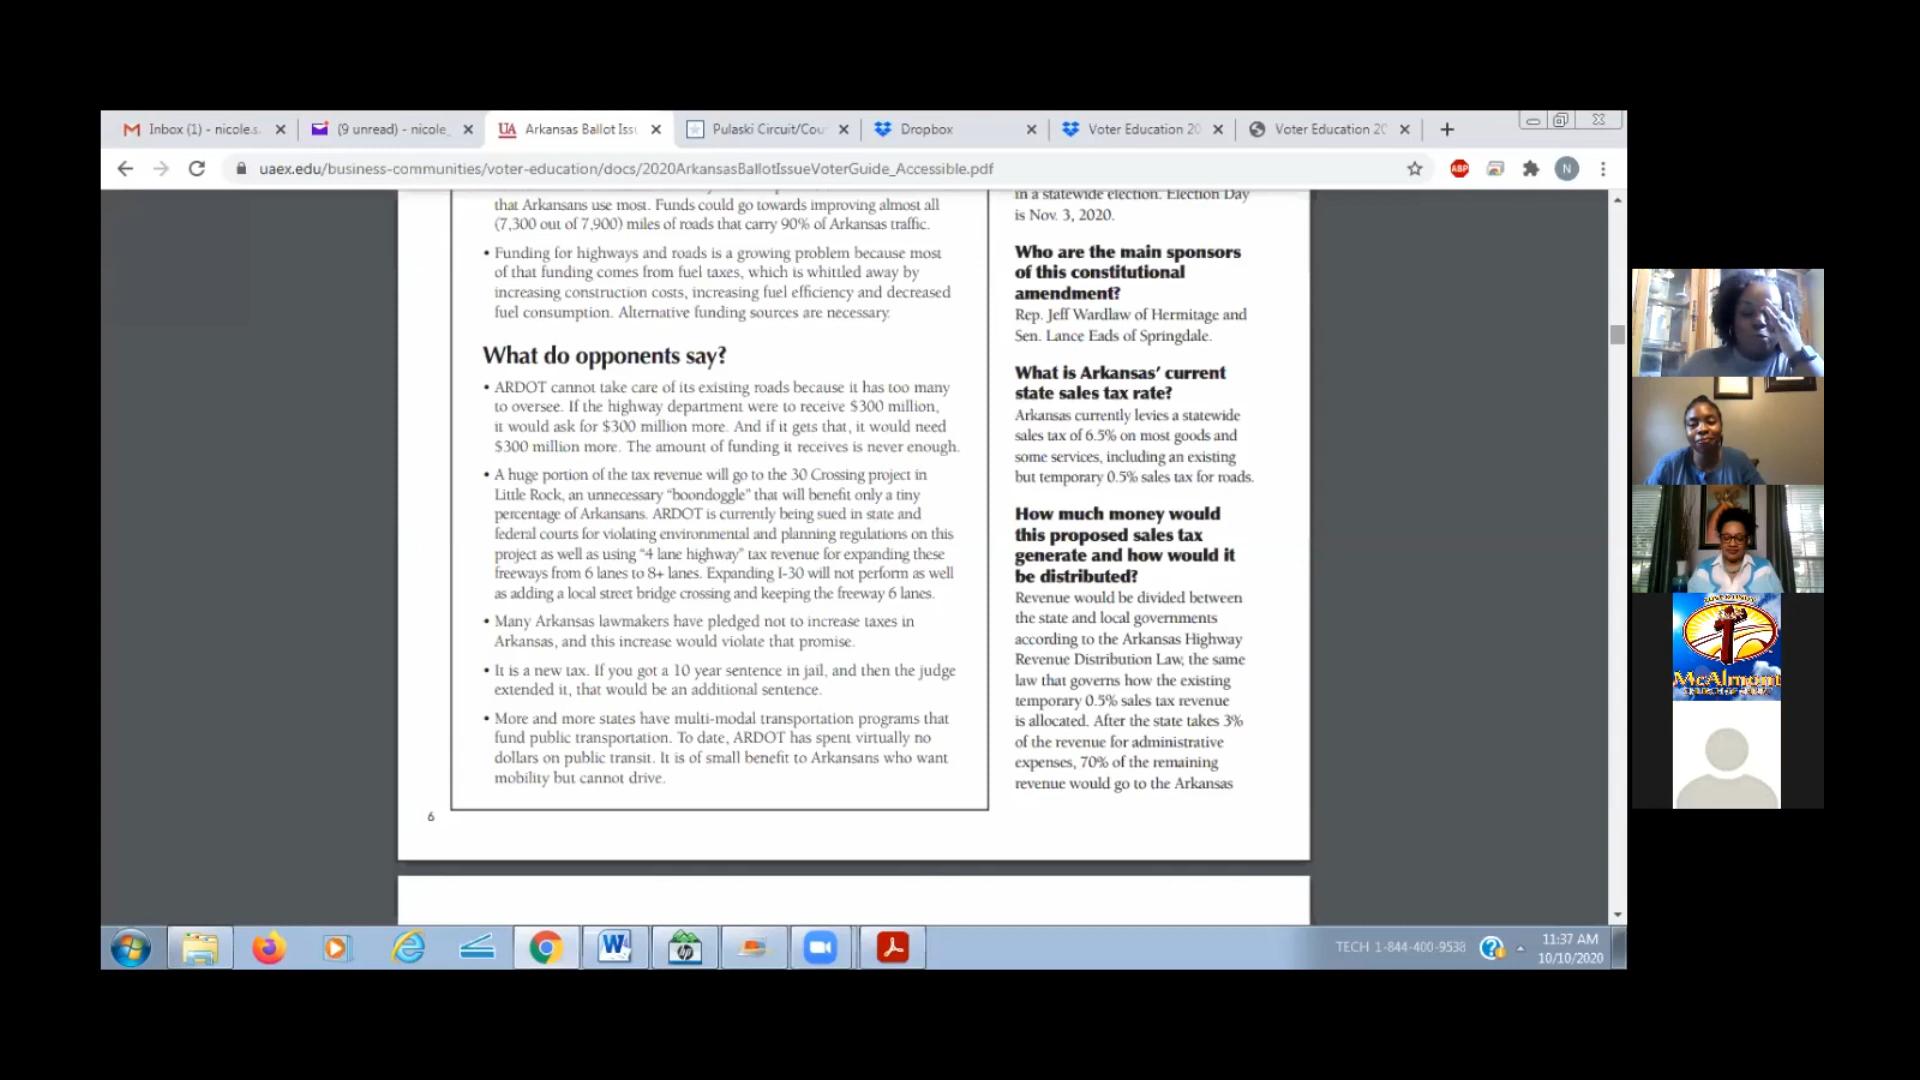 Inbox (1) - nicole.s.
(9 unread) - nicole_
UA Arkansas Ballot Issu
Pulaski Circuit/Cou
Dropbox
Voter Education 20
Voter Education 20
uaex.edu/business-communities/voter-education/docs/2020ArkansasBallotIssueVoterGuide_Accessible.pdf
ABP
N
that Arkansans use most. Funds could go towards improving almost all
(7,300 out of 7,900) miles of roads that carry 90% of Arkansas traffic.
• Funding for highways and roads is a growing problem because most
of that funding comes from fuel taxes, which is whittled away by
increasing construction costs, increasing fuel efficiency and decreased
fuel consumption. Alternative funding sources are necessary.
What do opponents say?
• ARDOT cannot take care of its existing roads because it has too many
to oversee. If the highway department were to receive $300 million,
it would ask for $300 million more. And if it gets that, it would need
$300 million more. The amount of funding it receives is never enough.
• A huge portion of the tax revenue will go to the 30 Crossing project in
Little Rock, an unnecessary “boondoggle” that will benefit only a tiny
percentage of Arkansans. ARDOT is currently being sued in state and
federal courts for violating environmental and planning regulations on this
project as well as using “4 lane highway” tax revenue for expanding these
freeways from 6 lanes to 8+ lanes. Expanding I-30 will not perform as well
as adding a local street bridge crossing and keeping the freeway 6 lanes.
• Many Arkansas lawmakers have pledged not to increase taxes in
Arkansas, and this increase would violate that promise.
• It is a new tax. If you got a 10 year sentence in jail, and then the judge
extended it, that would be an additional sentence.
• More and more states have multi-modal transportation programs that
fund public transportation. To date, ARDOT has spent virtually no
dollars on public transit. It is of small benefit to Arkansans who want
mobility but cannot drive.
6
in a statewide election. Election Day
is Nov. 3, 2020.
Who are the main sponsors
of this constitutional
amendment?
Rep. Jeff Wardlaw of Hermitage and
Sen. Lance Eads of Springdale.
What is Arkansas’ current
state sales tax rate?
Arkansas currently levies a statewide
sales tax of 6.5% on most goods and
some services, including an existing
but temporary 0.5% sales tax for roads.
How much money would
this proposed sales tax
generate and how would it
be distributed?
Revenue would be divided between
the state and local governments
according to the Arkansas Highway
Revenue Distribution Law, the same
law that governs how the existing
temporary 0.5% sales tax revenue
is allocated. After the state takes 3%
of the revenue for administrative
expenses, 70% of the remaining
revenue would go to the Arkansas
McAlmont
TECH 1-844-400-9538
11:37 AM
10/10/2020